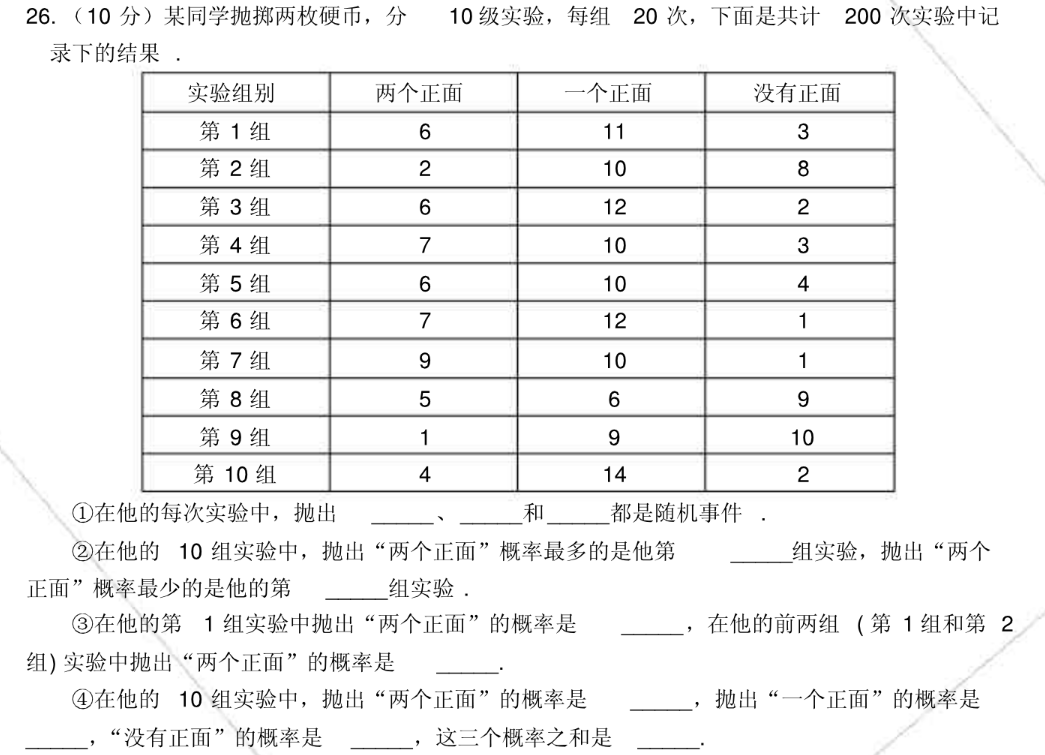 26.（10 分）某同学抛掷两枚硬币，分 10 级实验，每组 20 次，下面是共计 200 次实验中记
录下的结果 .
实验组别 两个正面 一个正面 没有正面
第 1 组 6 11 3
第 2 组 2 10 8
第 3 组 6 12 2
第 4 组 7 10 3
第 5 组 6 10 4
第 6 组 7 12 1
第 7 组 9 10 1
第 8 组 5 6 9
第 9 组 1 9 10
第 10 组 4 14 2
①在他的每次实验中，抛出 _____、_____和_____都是随机事件 .
②在他的 10 组实验中，抛出“两个正面”概率最多的是他第 _____组实验，抛出“两个
正面”概率最少的是他的第 _____组实验 .
③在他的第 1 组实验中抛出“两个正面”的概率是 _____，在他的前两组 ( 第 1 组和第 2
组) 实验中抛出“两个正面”的概率是 _____.
④在他的 10 组实验中，抛出“两个正面”的概率是 _____，抛出“一个正面”的概率是
_____，“没有正面”的概率是 _____，这三个概率之和是 _____.